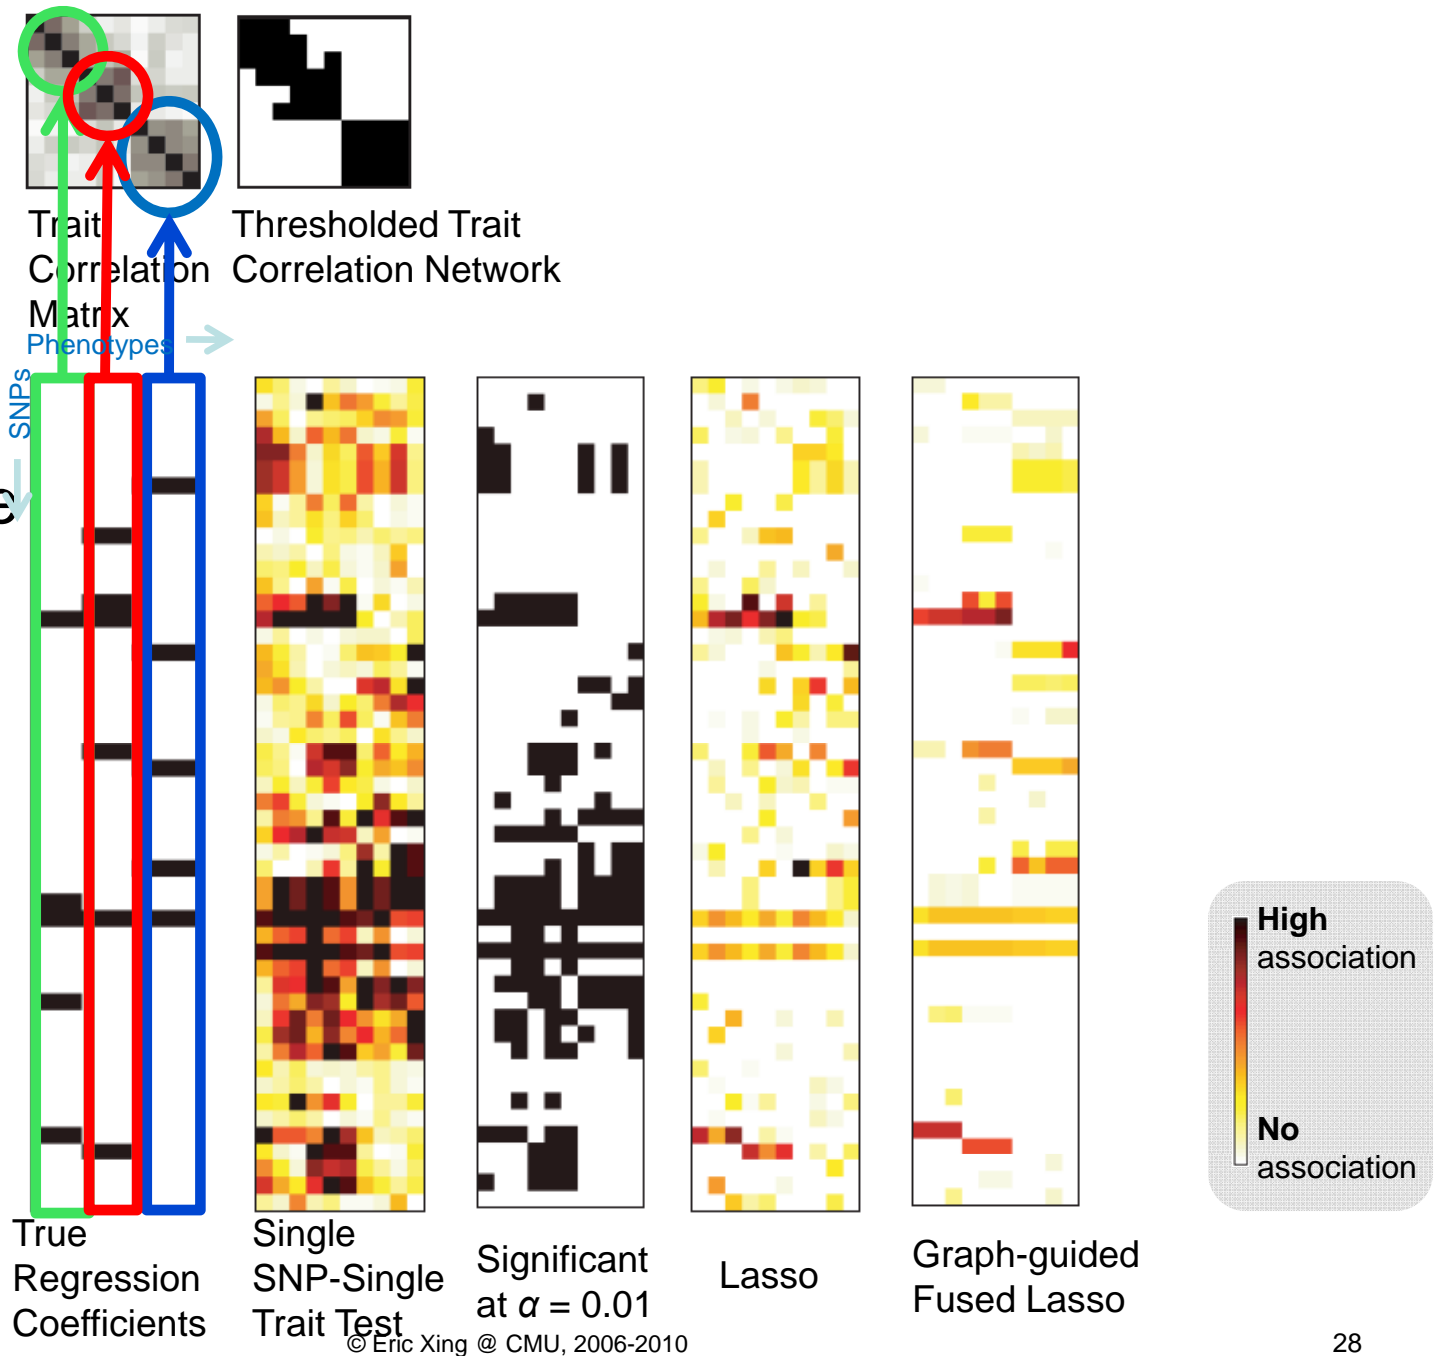 Trait
Correlation
Matrix
Thresholded Trait
Correlation Network
Phenotypes
SNPs
e
True
Regression
Coefficients
Single
SNP-Single
Trait Test
Significant
at α = 0.01
Lasso
Graph-guided
Fused Lasso
High
association
No
association
© Eric Xing @ CMU, 2006-2010
28